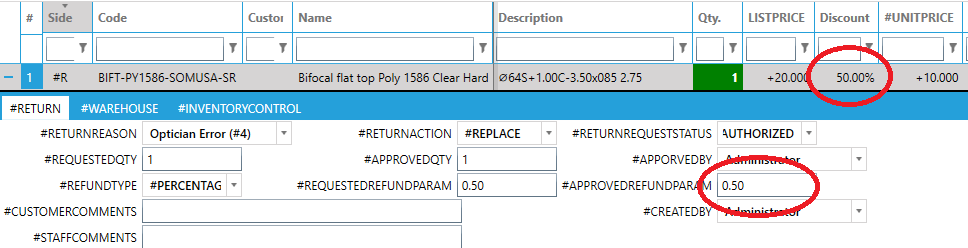 # Side Code Custo Name Description Qty. LISTPRICE Discount #UNITPRICE
1 #R BIFT-PY1586-SOMUSA-SR Bifocal flat top Poly 1586 Clear Hard Ø64S+1.00C-3.50x085 2.75 1 +20.000 50.00% +10.000
#RETURN #WAREHOUSE #INVENTORYCONTROL
#RETURNREASON Optician Error (#4) #RETURNACTION #REPLACE #RETURNREQUESTSTATUS AUTHORIZED
#REQUESTEDQTY 1 #APPROVEDQTY 1 #APPORVEDBY Administrator
#REFUNDTYPE #PERCENTAG #REQUESTEDREFUNDPARAM 0.50 #APPROVEDREFUNDPARAM 0.50
#CUSTOMERCOMMENTS #CREATEDBY Administrator
#STAFFCOMMENTS